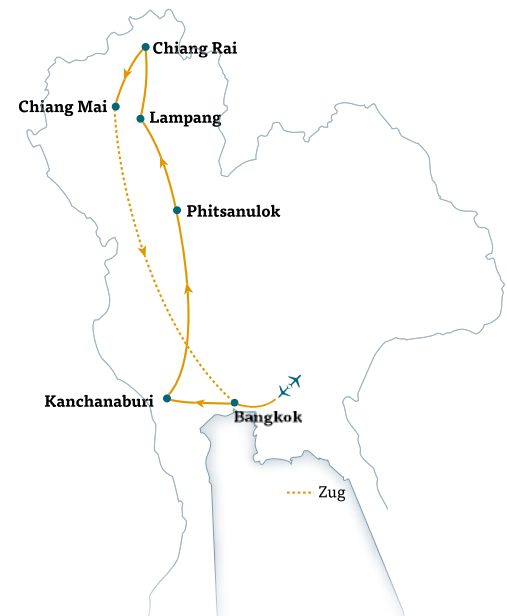 Chiang Rai
Chiang Mai
Lampang
Phitsanulok
Kanchanaburi
Bangkok
Zug